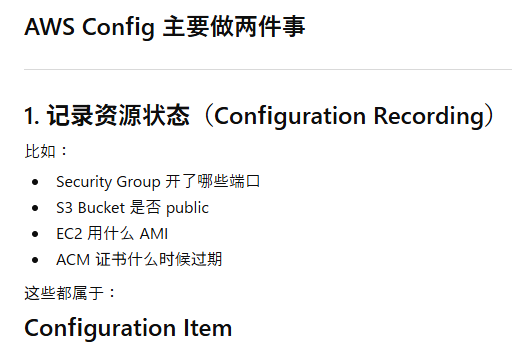 AWS Config 主要做两件事
1. 记录资源状态（Configuration Recording）
比如：
Security Group 开了哪些端口
S3 Bucket 是否 public
EC2 用什么 AMI
ACM 证书什么时候过期
这些都属于：
Configuration Item